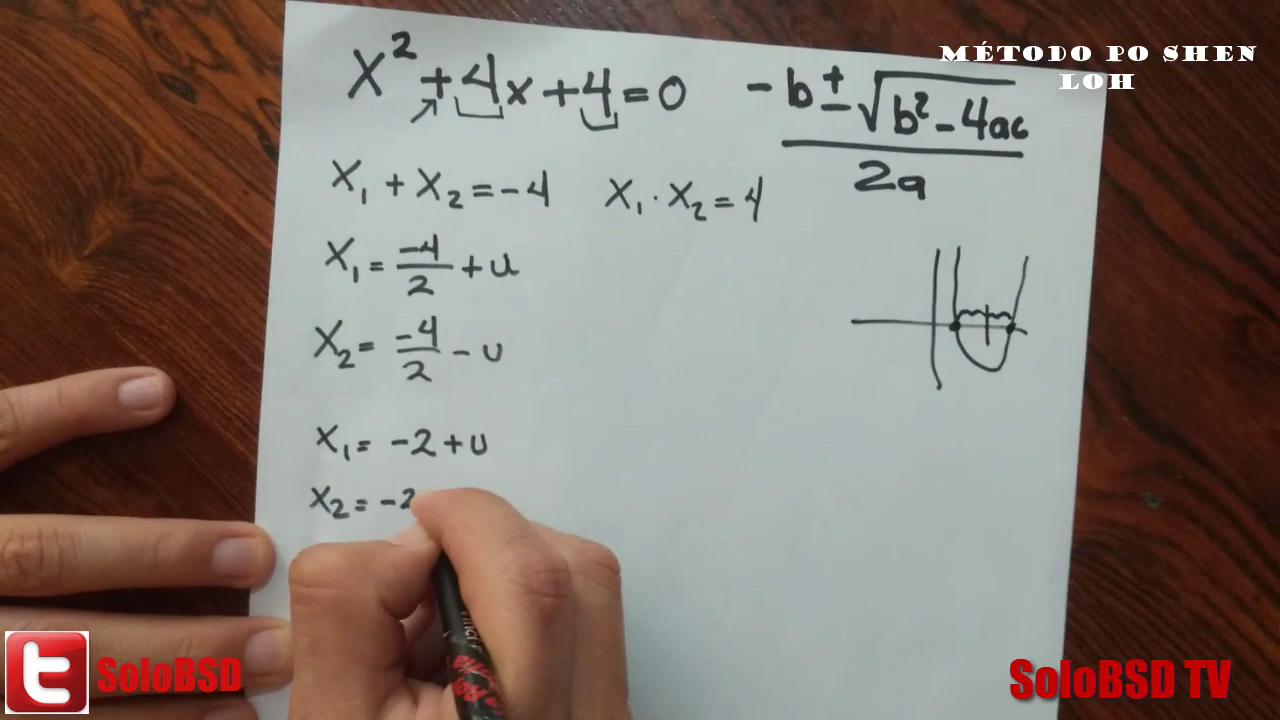 MÉTODO PO SHEN
LOH
x² + 4x + 4 = 0
-b ± √(b² - 4ac)
2a
x₁ + x₂ = -4
x₁ · x₂ = 4
x₁ = -4/2 + u
x₂ = -4/2 - u
x₁ = -2 + u
x₂ = -2
SoloBSD
SoloBSD TV